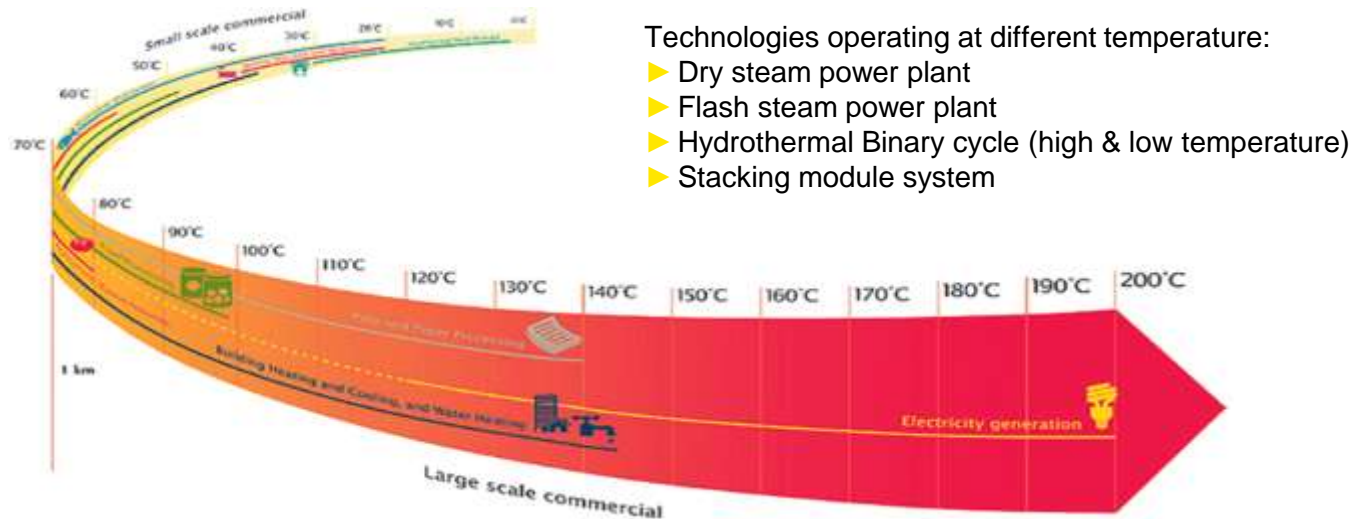 Small scale commercial
Technologies operating at different temperature:
Dry steam power plant
Flash steam power plant
Hydrothermal Binary cycle (high & low temperature)
Stacking module system
10°C
30°C
40°C
50°C
60°C
70°C
80°C
90°C
100°C
110°C
120°C
130°C
140°C
150°C
160°C
170°C
180°C
190°C
200°C
Pulp and Paper Processing
1 km
Building Heating and Cooling, and Water Heating
Electricity generation
Large scale commercial